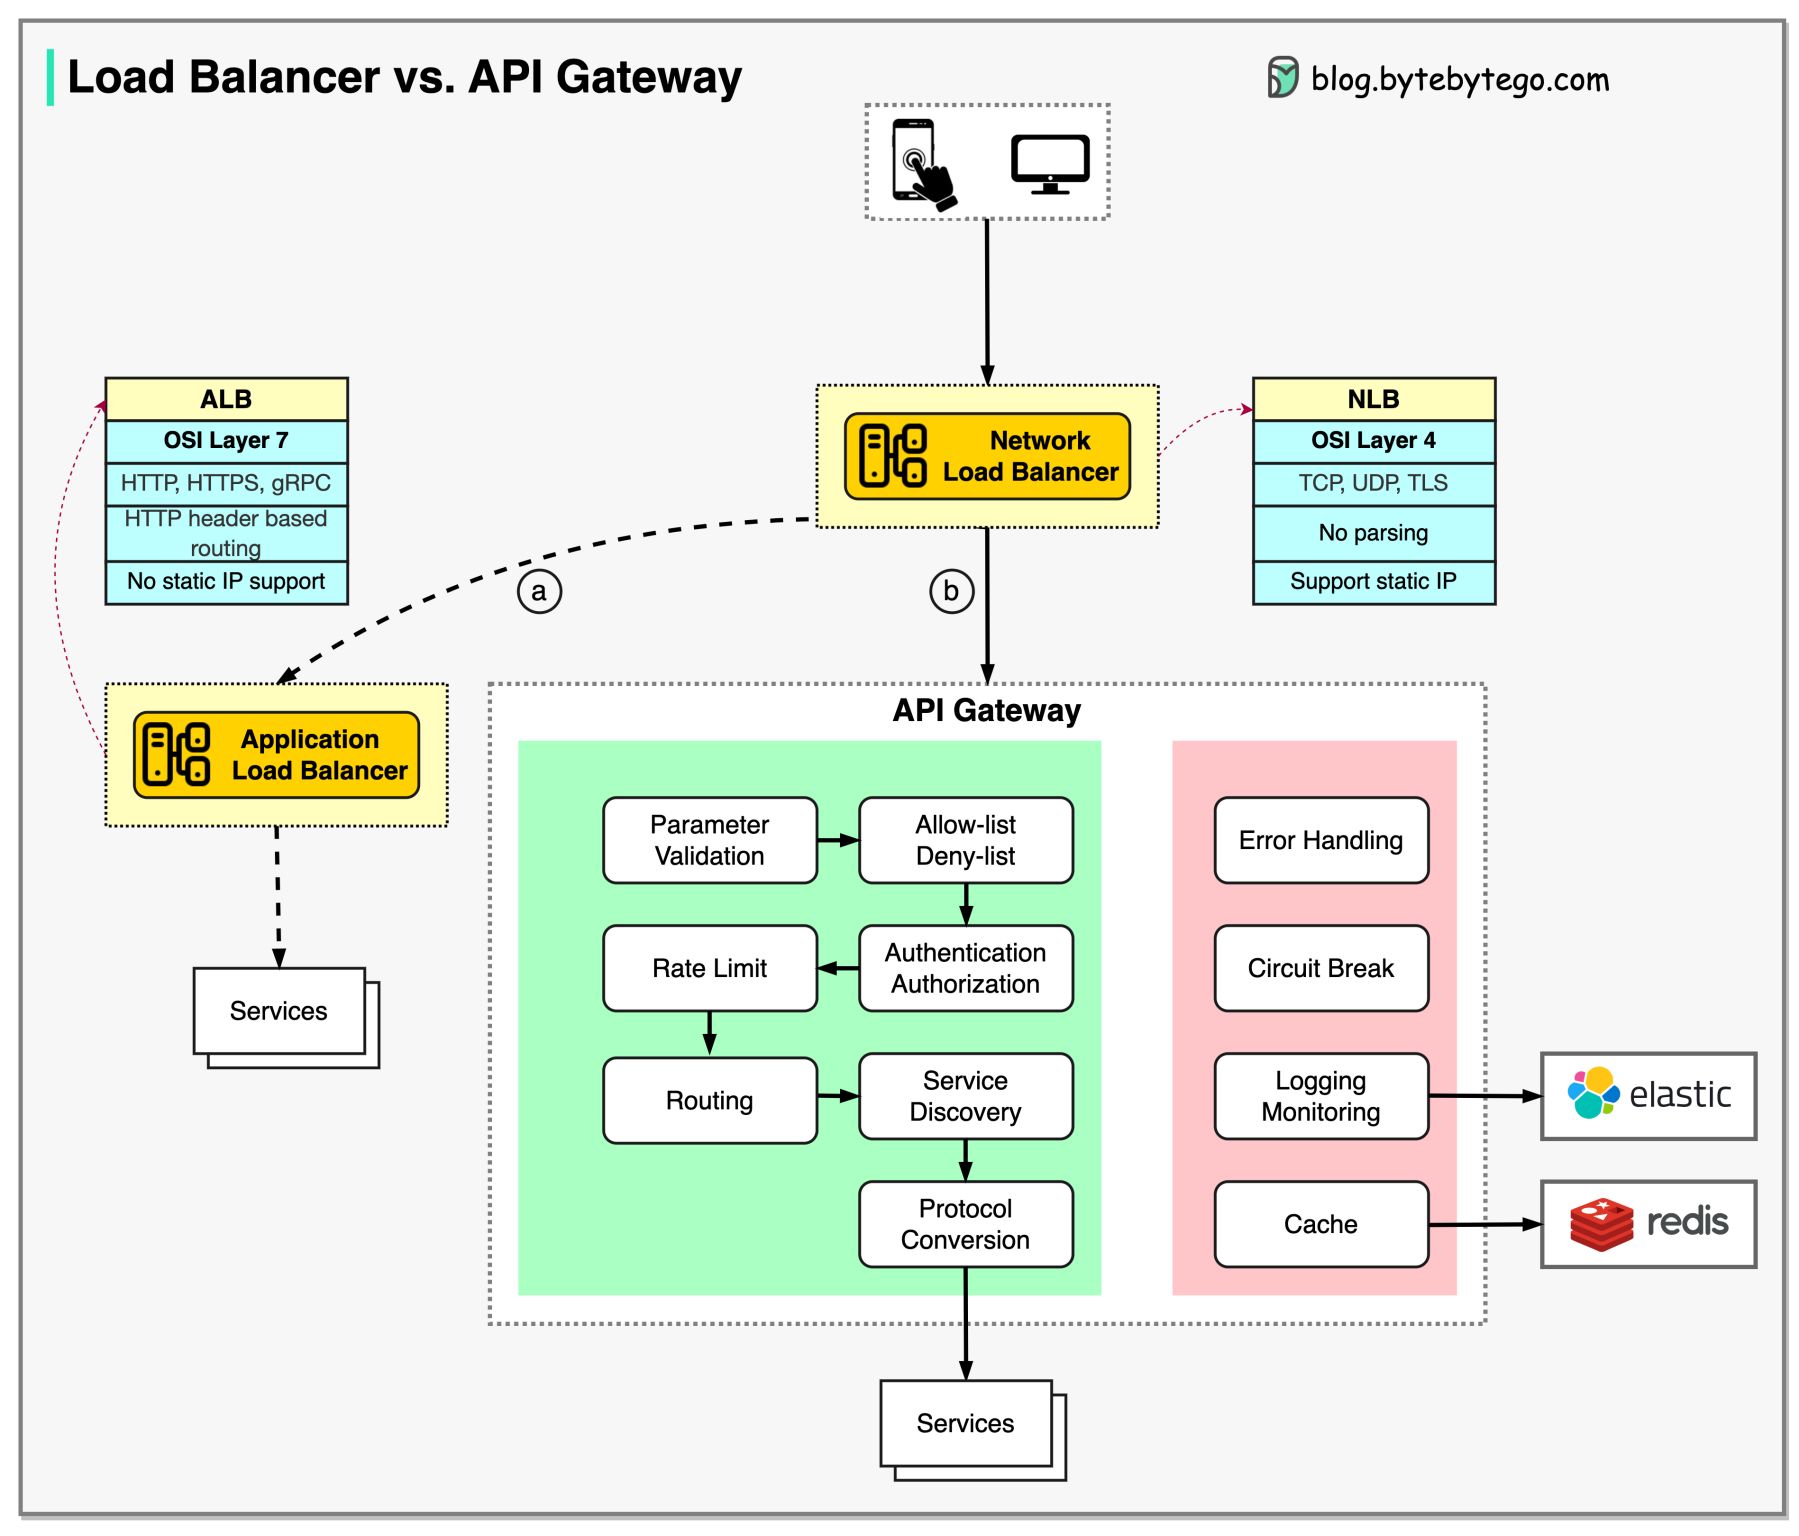 Load Balancer vs. API Gateway
blog.bytebytego.com
ALB
OSI Layer 7
HTTP, HTTPS, gRPC
HTTP header based
routing
No static IP support
Network
Load Balancer
NLB
OSI Layer 4
TCP, UDP, TLS
No parsing
Support static IP
a
b
Application
Load Balancer
Services
API Gateway
Parameter
Validation
Allow-list
Deny-list
Authentication
Authorization
Rate Limit
Routing
Service
Discovery
Protocol
Conversion
Error Handling
Circuit Break
Logging
Monitoring
Cache
elastic
redis
Services